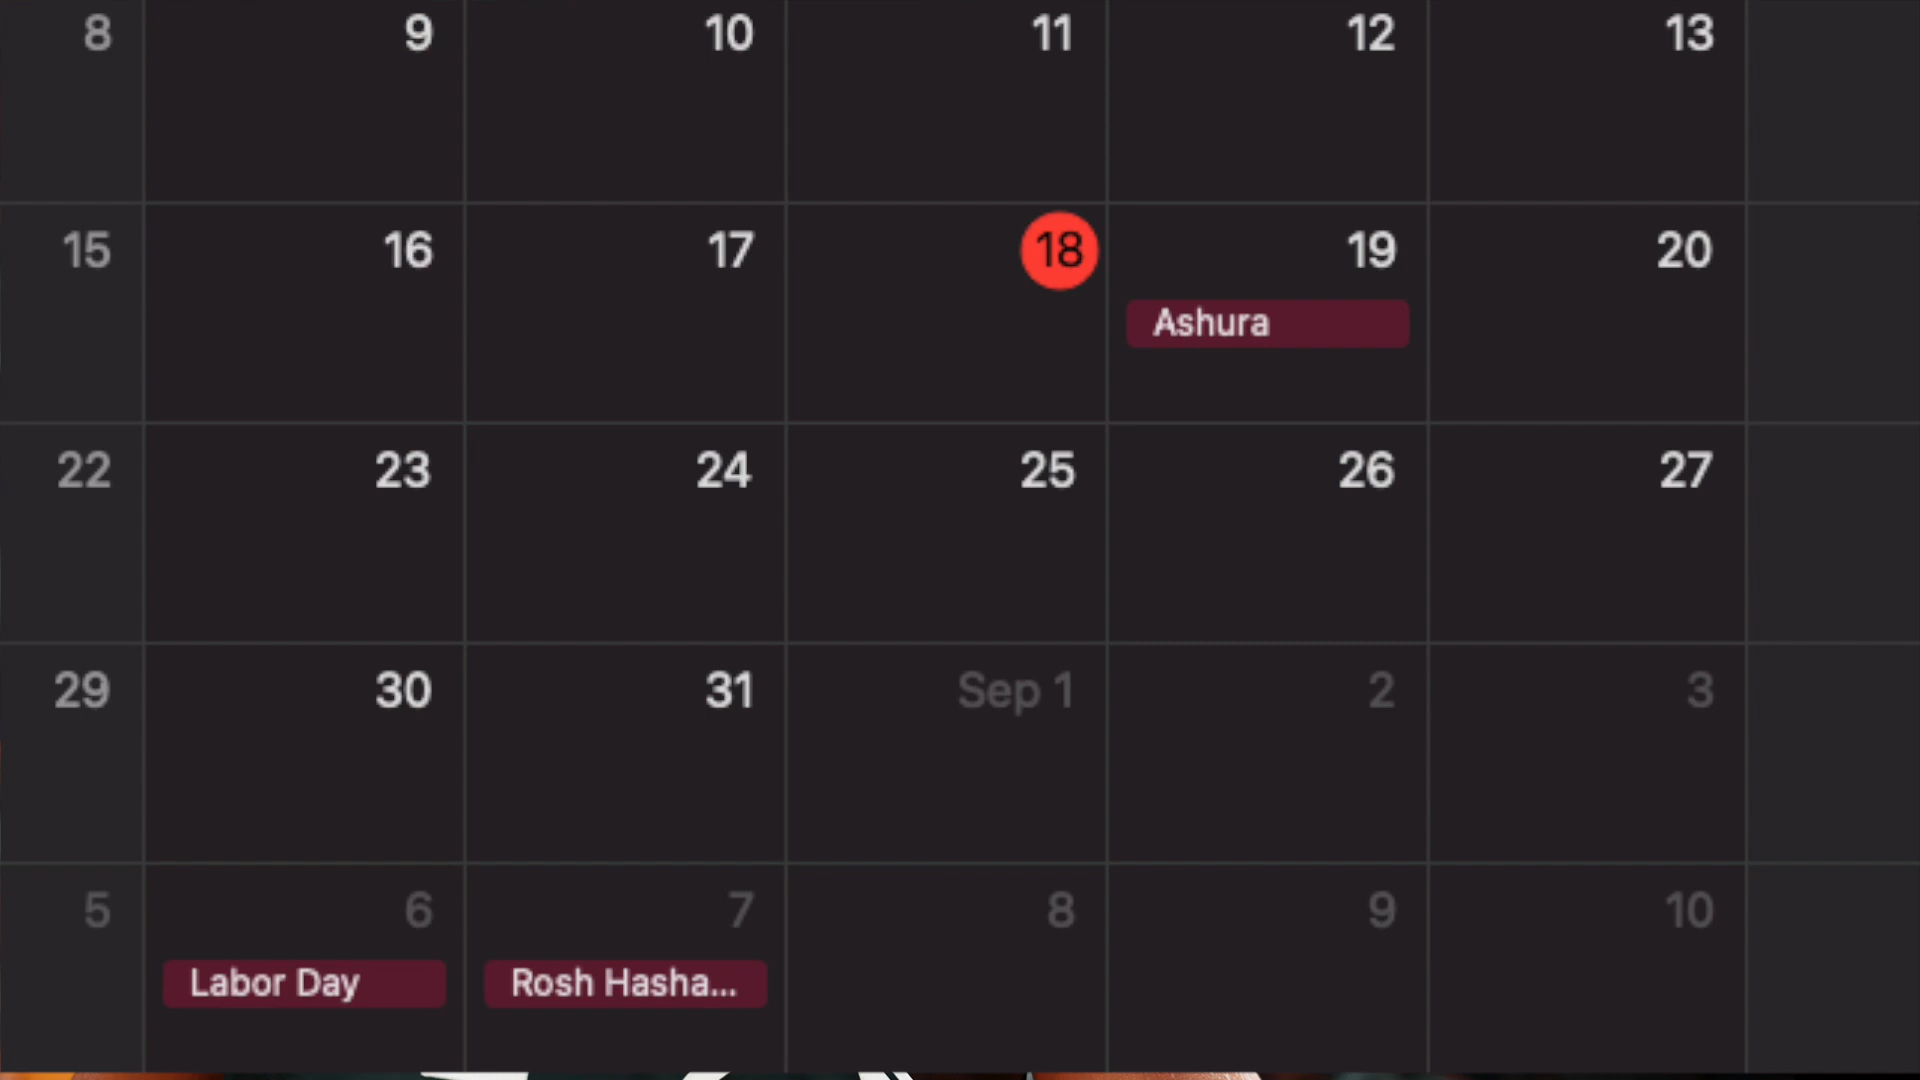 8 9 10 11 12 13
15 16 17 18 19 20
Ashura
22 23 24 25 26 27
29 30 31 Sep 1 2 3
5 6 7 8 9 10
Labor Day Rosh Hasha...